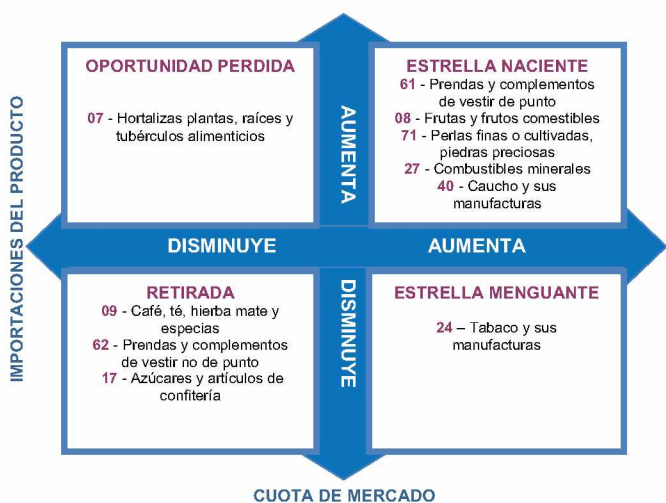 OPORTUNIDAD PERDIDA
07 - Hortalizas plantas, raíces y
tubérculos alimenticios
ESTRELLA NACIENTE
61 - Prendas y complementos
de vestir de punto
08 - Frutas y frutos comestibles
71 - Perlas finas o cultivadas,
piedras preciosas
27 - Combustibles minerales
40 - Caucho y sus
manufacturas
AUMENTA
IMPORTACIONES DEL PRODUCTO
DISMINUYE
AUMENTA
RETIRADA
09 - Café, té, hierba mate y
especias
62 - Prendas y complementos
de vestir no de punto
17 - Azúcares y artículos de
confitería
DISMINUYE
ESTRELLA MENGUANTE
24 – Tabaco y sus
manufacturas
CUOTA DE MERCADO